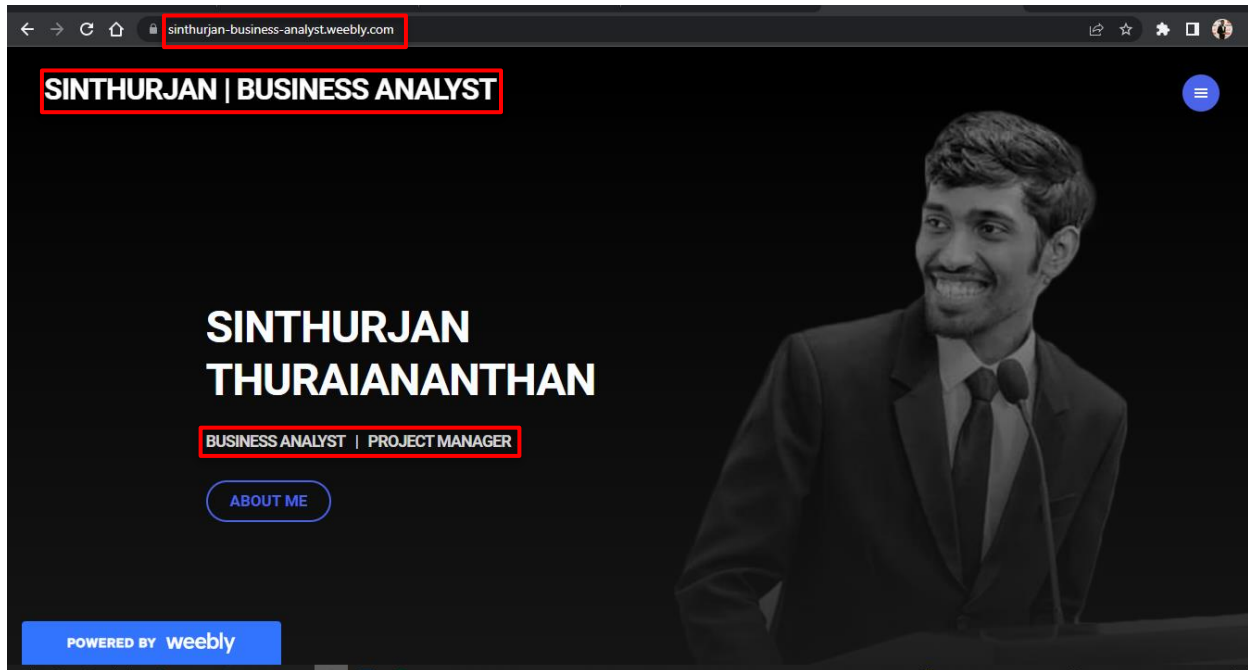 sinthurjan-business-analyst.weebly.com
SINTHURJAN | BUSINESS ANALYST
SINTHURJAN
THURAIANANTHAN
BUSINESS ANALYST | PROJECT MANAGER
ABOUT ME
POWERED BY weebly